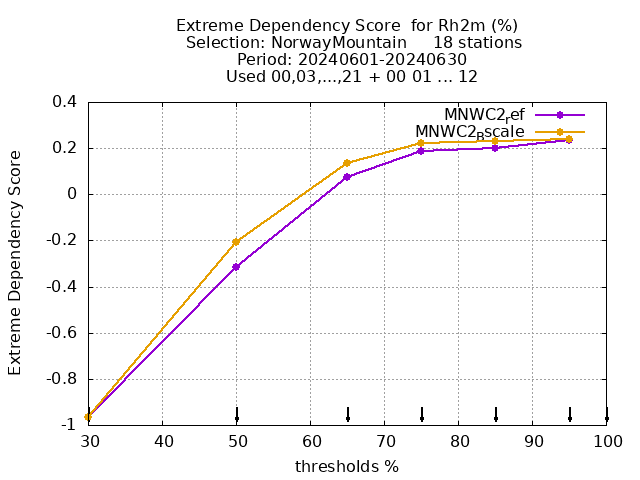 Extreme Dependency Score  for Rh2m (%)
Selection: NorwayMountain     18 stations
Period: 20240601-20240630
Used 00,03,...,21 + 00 01 ... 12
MNWC2ref
MNWC2Bscale
Extreme Dependency Score
0.4
0.2
0
-0.2
-0.4
-0.6
-0.8
-1
30 40 50 60 70 80 90 100
thresholds %